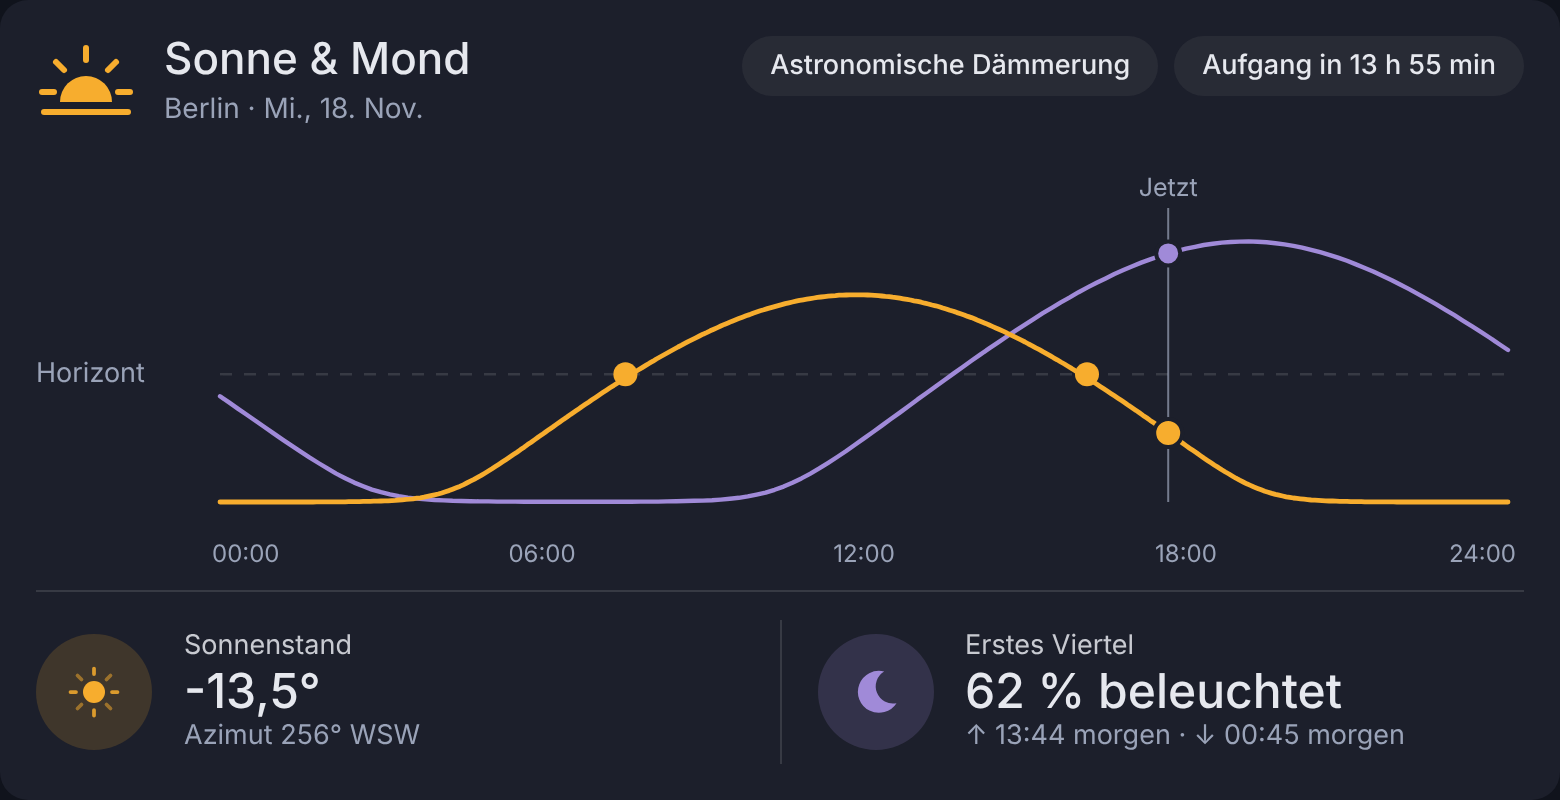 Sonne & Mond
Berlin · Mi., 18. Nov.
Astronomische Dämmerung
Aufgang in 13 h 55 min
Jetzt
Horizont
00:00
06:00
12:00
18:00
24:00
Sonnenstand
-13,5°
Azimut 256° WSW
Erstes Viertel
62 % beleuchtet
↑ 13:44 morgen · ↓ 00:45 morgen